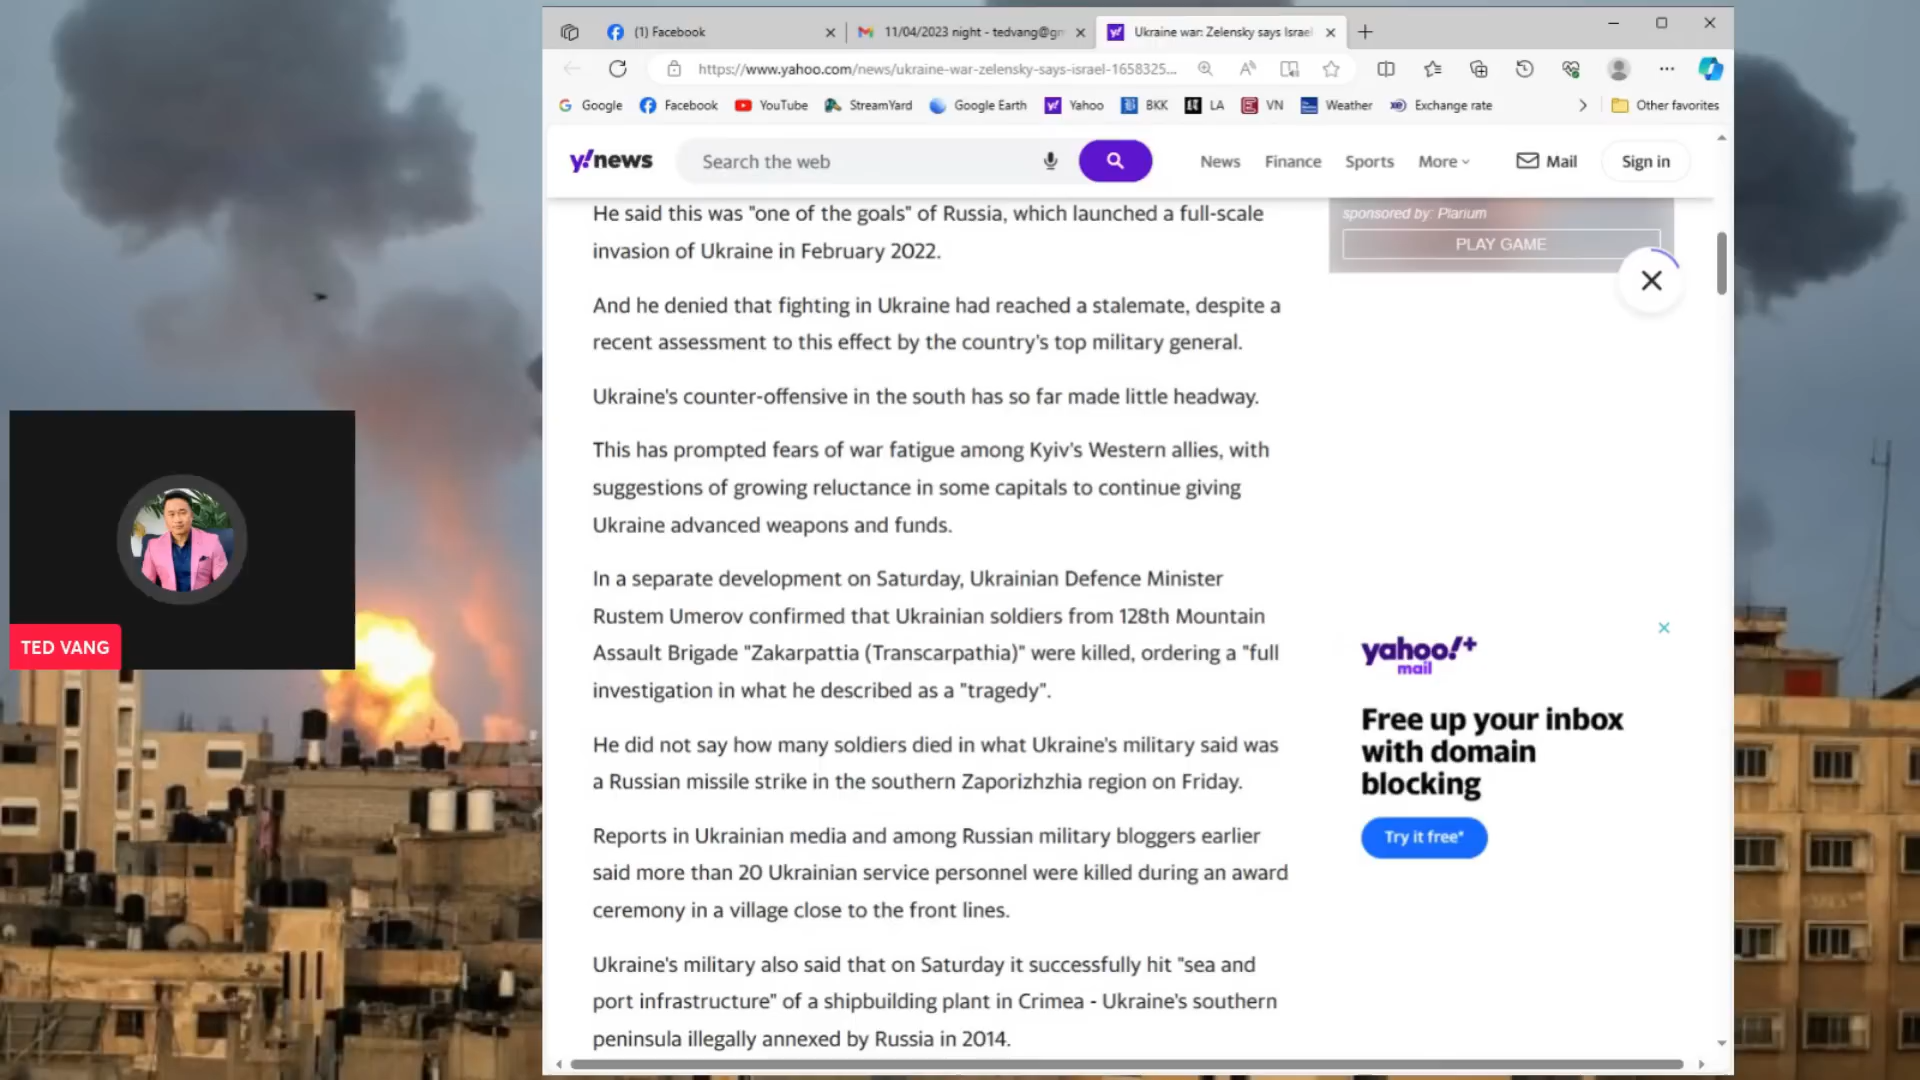 (1) Facebook
11/04/2023 night - tedvang@gr
Ukraine war: Zelensky says Israel
https://www.yahoo.com/news/ukraine-war-zelensky-says-israel-1658325...
Google
Facebook
YouTube
StreamYard
Google Earth
Yahoo
BKK
LA
VN
Weather
Exchange rate
Other favorites
y!news
Search the web
News
Finance
Sports
More
Mail
Sign in
He said this was "one of the goals" of Russia, which launched a full-scale
invasion of Ukraine in February 2022.
And he denied that fighting in Ukraine had reached a stalemate, despite a
recent assessment to this effect by the country's top military general.
Ukraine's counter-offensive in the south has so far made little headway.
This has prompted fears of war fatigue among Kyiv's Western allies, with
suggestions of growing reluctance in some capitals to continue giving
Ukraine advanced weapons and funds.
In a separate development on Saturday, Ukrainian Defence Minister
Rustem Umerov confirmed that Ukrainian soldiers from 128th Mountain
Assault Brigade "Zakarpattia (Transcarpathia)" were killed, ordering a "full
investigation in what he described as a "tragedy".
He did not say how many soldiers died in what Ukraine's military said was
a Russian missile strike in the southern Zaporizhzhia region on Friday.
Reports in Ukrainian media and among Russian military bloggers earlier
said more than 20 Ukrainian service personnel were killed during an award
ceremony in a village close to the front lines.
Ukraine's military also said that on Saturday it successfully hit "sea and
port infrastructure" of a shipbuilding plant in Crimea - Ukraine's southern
peninsula illegally annexed by Russia in 2014.
sponsored by: Plarium
PLAY GAME
yahoo!+
mail
Free up your inbox
with domain
blocking
Try it free*
TED VANG